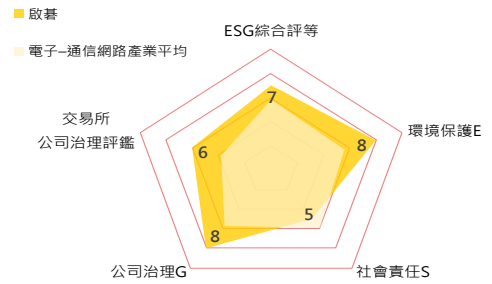 啟碁
ESG綜合評等
電子–通信網路產業平均
7
交易所
公司治理評鑑
環境保護E
8
6
5
8
公司治理G
社會責任S